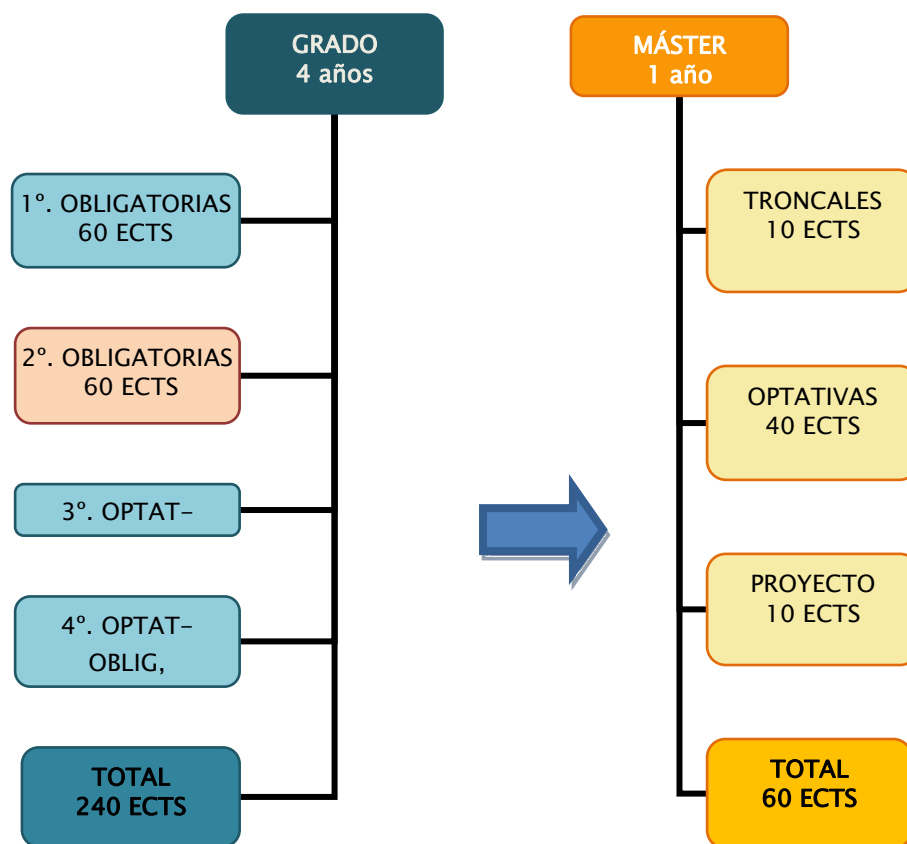 GRADO
4 años
1º. OBLIGATORIAS
60 ECTS
2º. OBLIGATORIAS
60 ECTS
3º. OPTAT-
4º. OPTAT-
OBLIG,
TOTAL
240 ECTS
MÁSTER
1 año
TRONCALES
10 ECTS
OPTATIVAS
40 ECTS
PROYECTO
10 ECTS
TOTAL
60 ECTS